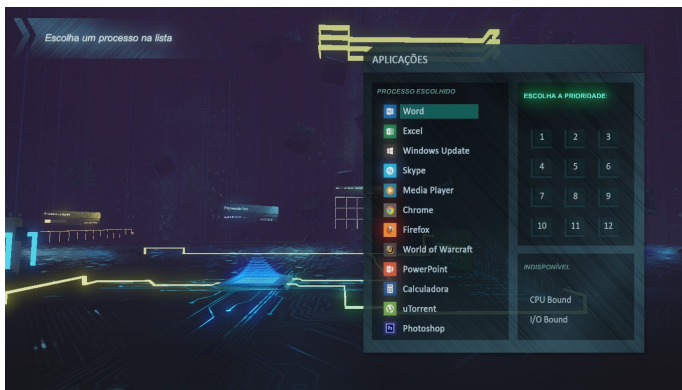 Escolha um processo na lista
APLICAÇÕES
PROCESSO ESCOLHIDO
Word
Excel
Windows Update
Skype
Media Player
Chrome
Firefox
World of Warcraft
PowerPoint
Calculadora
uTorrent
Photoshop
ESCOLHA A PRIORIDADE:
1 2 3
4 5 6
7 8 9
10 11 12
INDISPONÍVEL
CPU Bound
I/O Bound